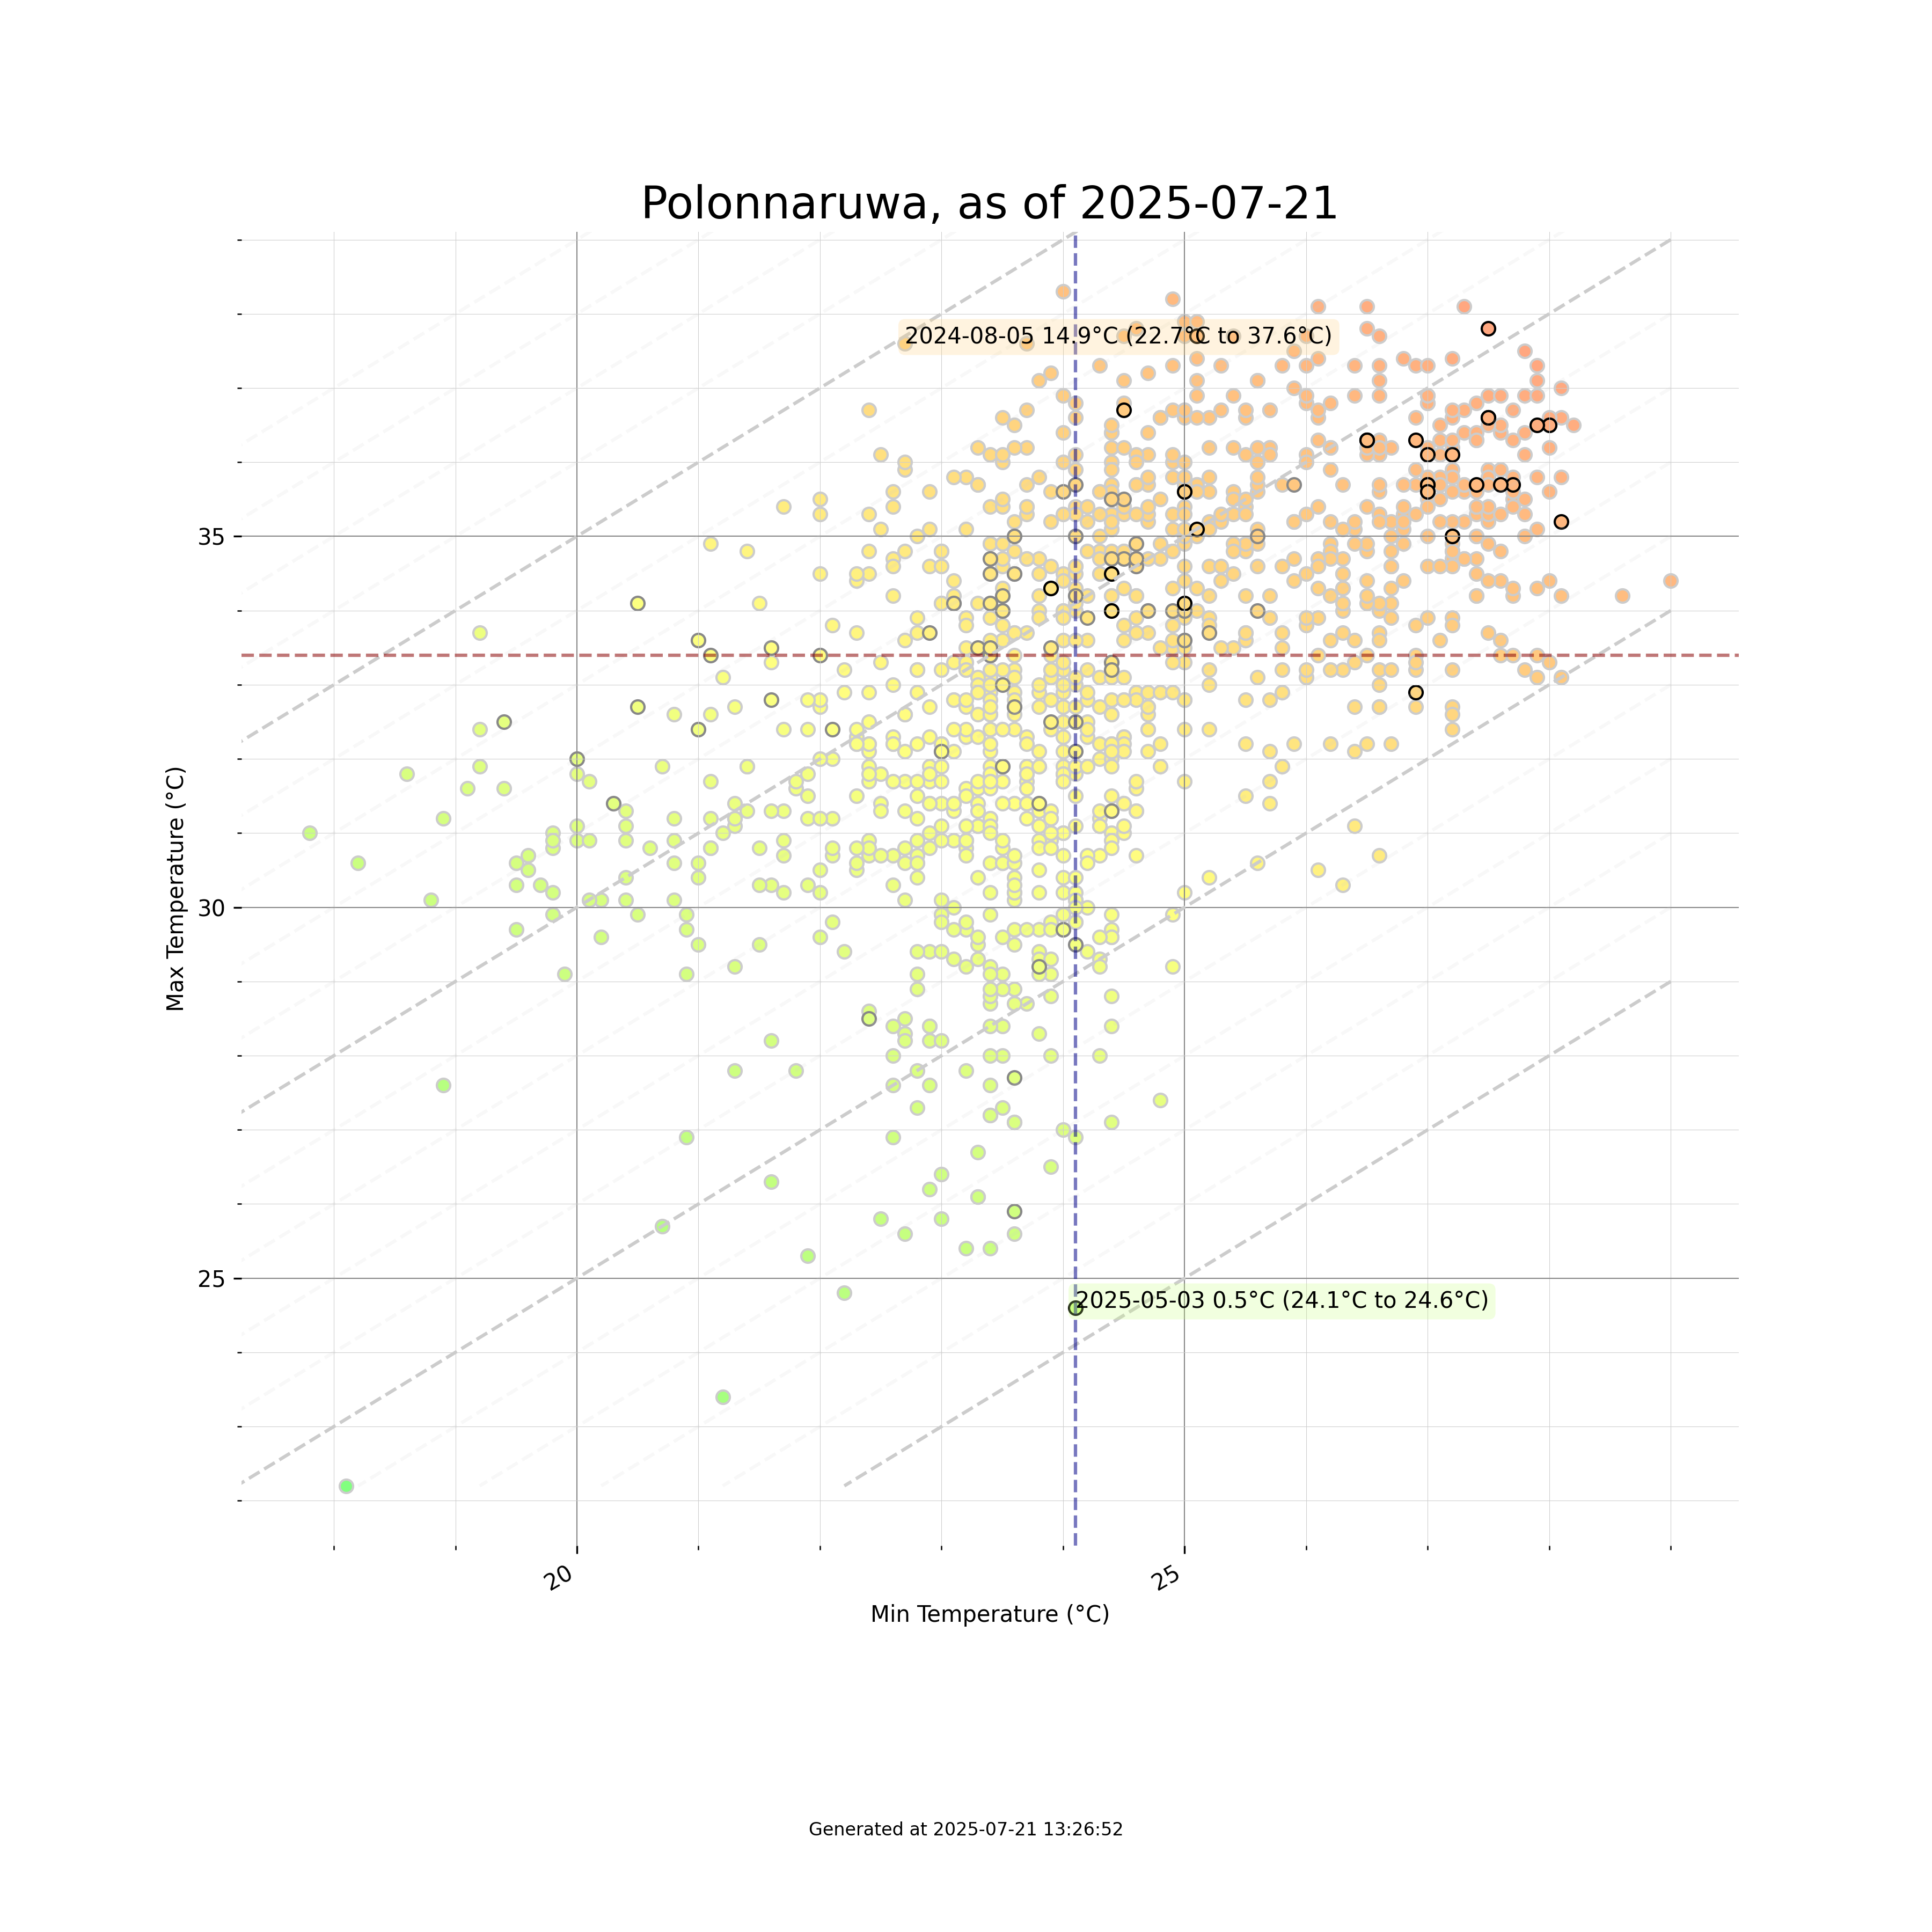 Polonnaruwa, as of 2025-07-21
2024-08-05 14.9°C (22.7°C to 37.6°C)
35
Max Temperature (°C)
30
25
2025-05-03 0.5°C (24.1°C to 24.6°C)
20
25
Min Temperature (°C)
Generated at 2025-07-21 13:26:52